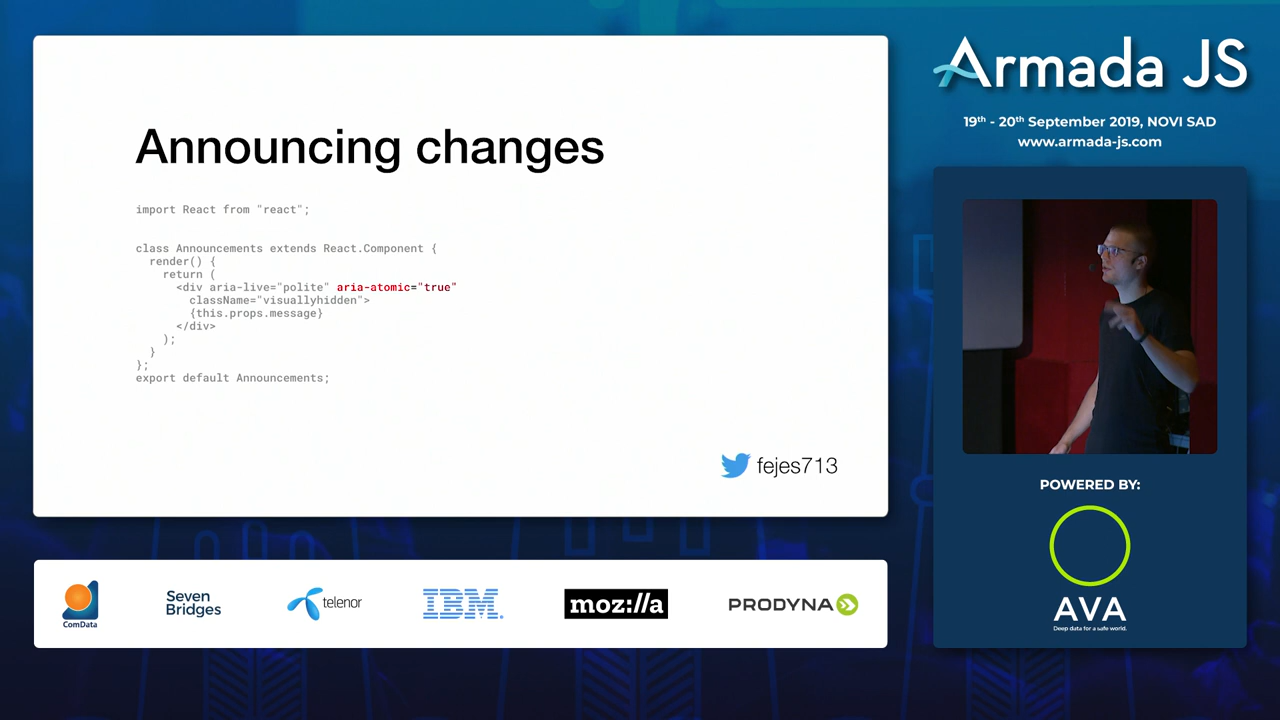 Announcing changes
import React from "react";
class Announcements extends React.Component {
render() {
return (
<div aria-live="polite" aria-atomic="true"
className="visuallyhidden">
{this.props.message}
</div>
);
}
};
export default Announcements;
fejes713
ComData
Seven
Bridges
telenor
IBM
moz://a
PRODYNA
Armada JS
19th - 20th September 2019, NOVI SAD
www.armada-js.com
POWERED BY:
AVA
Deep data for a safe world.